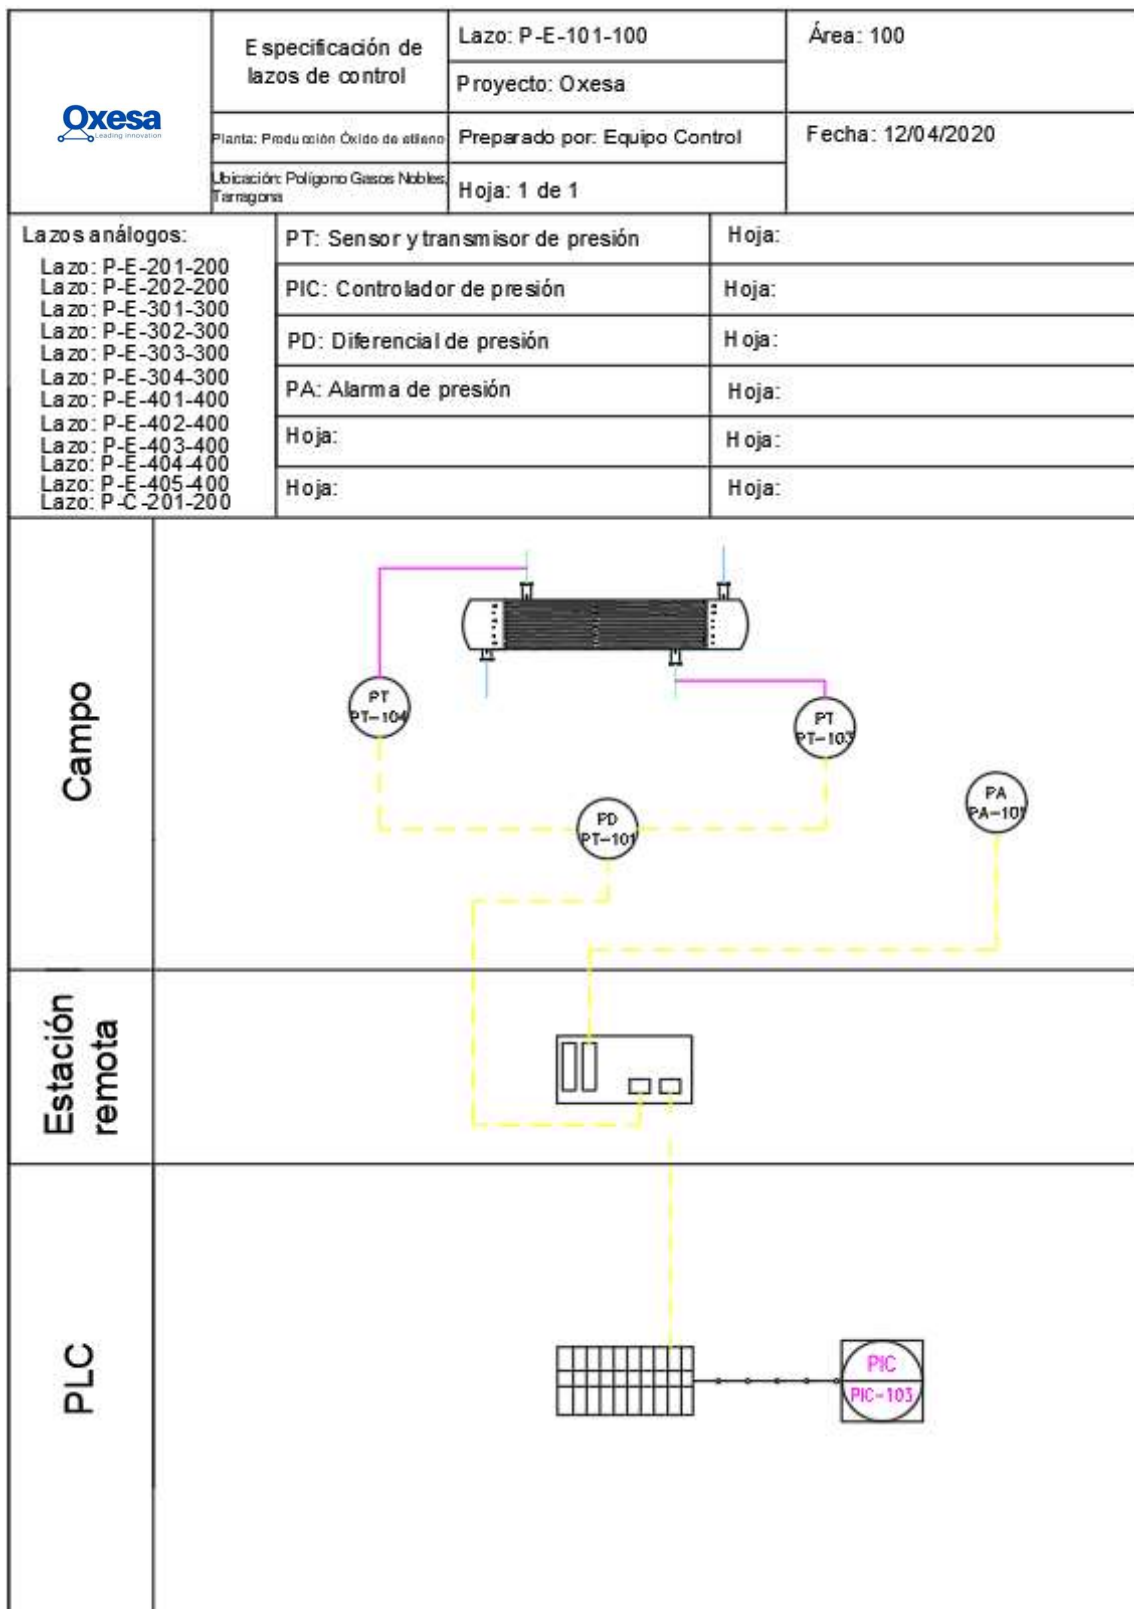 Oxesa
Leading innovation
Especificación de
lazos de control
Lazo: P-E-101-100
Área: 100
Proyecto: Oxesa
Planta: Producción Óxido de etileno
Preparado por: Equipo Control
Fecha: 12/04/2020
Ubicación: Polígono Gasos Nobles,
Tarragona
Hoja: 1 de 1
Lazos análogos:
Lazo: P-E-201-200
Lazo: P-E-202-200
Lazo: P-E-301-300
Lazo: P-E-302-300
Lazo: P-E-303-300
Lazo: P-E-304-300
Lazo: P-E-401-400
Lazo: P-E-402-400
Lazo: P-E-403-400
Lazo: P-E-404-400
Lazo: P-E-405-400
Lazo: P-C-201-200
PT: Sensor y transmisor de presión
Hoja:
PIC: Controlador de presión
Hoja:
PD: Diferencial de presión
Hoja:
PA: Alarma de presión
Hoja:
Hoja:
Hoja:
Hoja:
Hoja:
Campo
PT
PT-104
PT
PT-103
PD
PT-101
PA
PA-101
Estación
remota
PLC
PIC
PIC-103